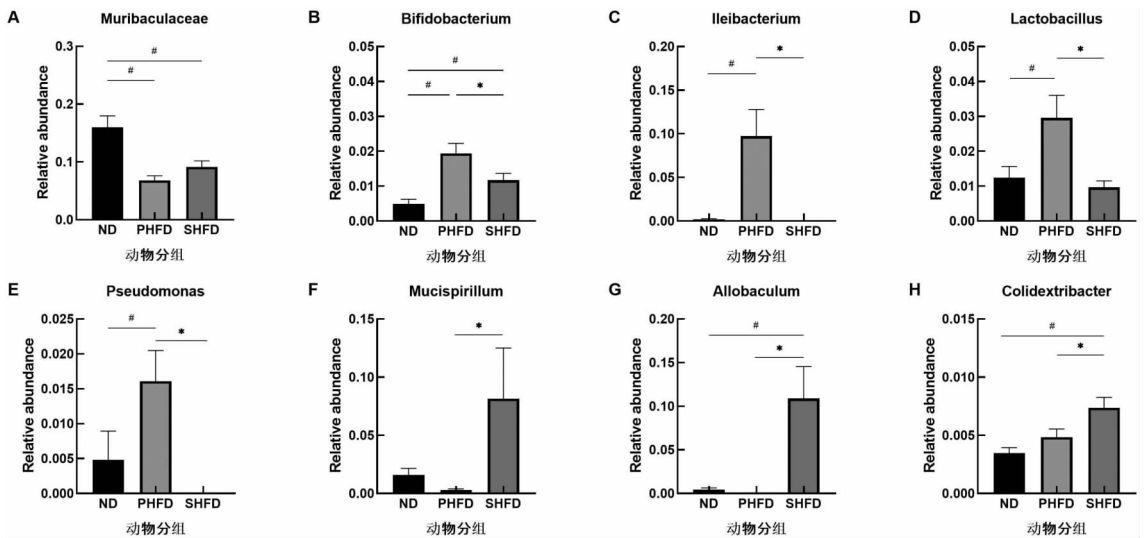 A Muribaculaceae
Relative abundance
0.3
0.2
0.1
0.0
#
#
ND PHFD SHFD
动物分组
B Bifidobacterium
Relative abundance
0.05
0.04
0.03
0.02
0.01
0.00
#
# *
ND PHFD SHFD
动物分组
C Ileibacterium
Relative abundance
0.20
0.15
0.10
0.05
0.00
*
#
ND PHFD SHFD
动物分组
D Lactobacillus
Relative abundance
0.05
0.04
0.03
0.02
0.01
0.00
*
#
ND PHFD SHFD
动物分组
E Pseudomonas
Relative abundance
0.025
0.020
0.015
0.010
0.005
0.000
#
*
ND PHFD SHFD
动物分组
F Mucispirillum
Relative abundance
0.15
0.10
0.05
0.00
*
ND PHFD SHFD
动物分组
G Allobaculum
Relative abundance
0.20
0.15
0.10
0.05
0.00
#
*
ND PHFD SHFD
动物分组
H Colidextribacter
Relative abundance
0.015
0.010
0.005
0.000
#
*
ND PHFD SHFD
动物分组